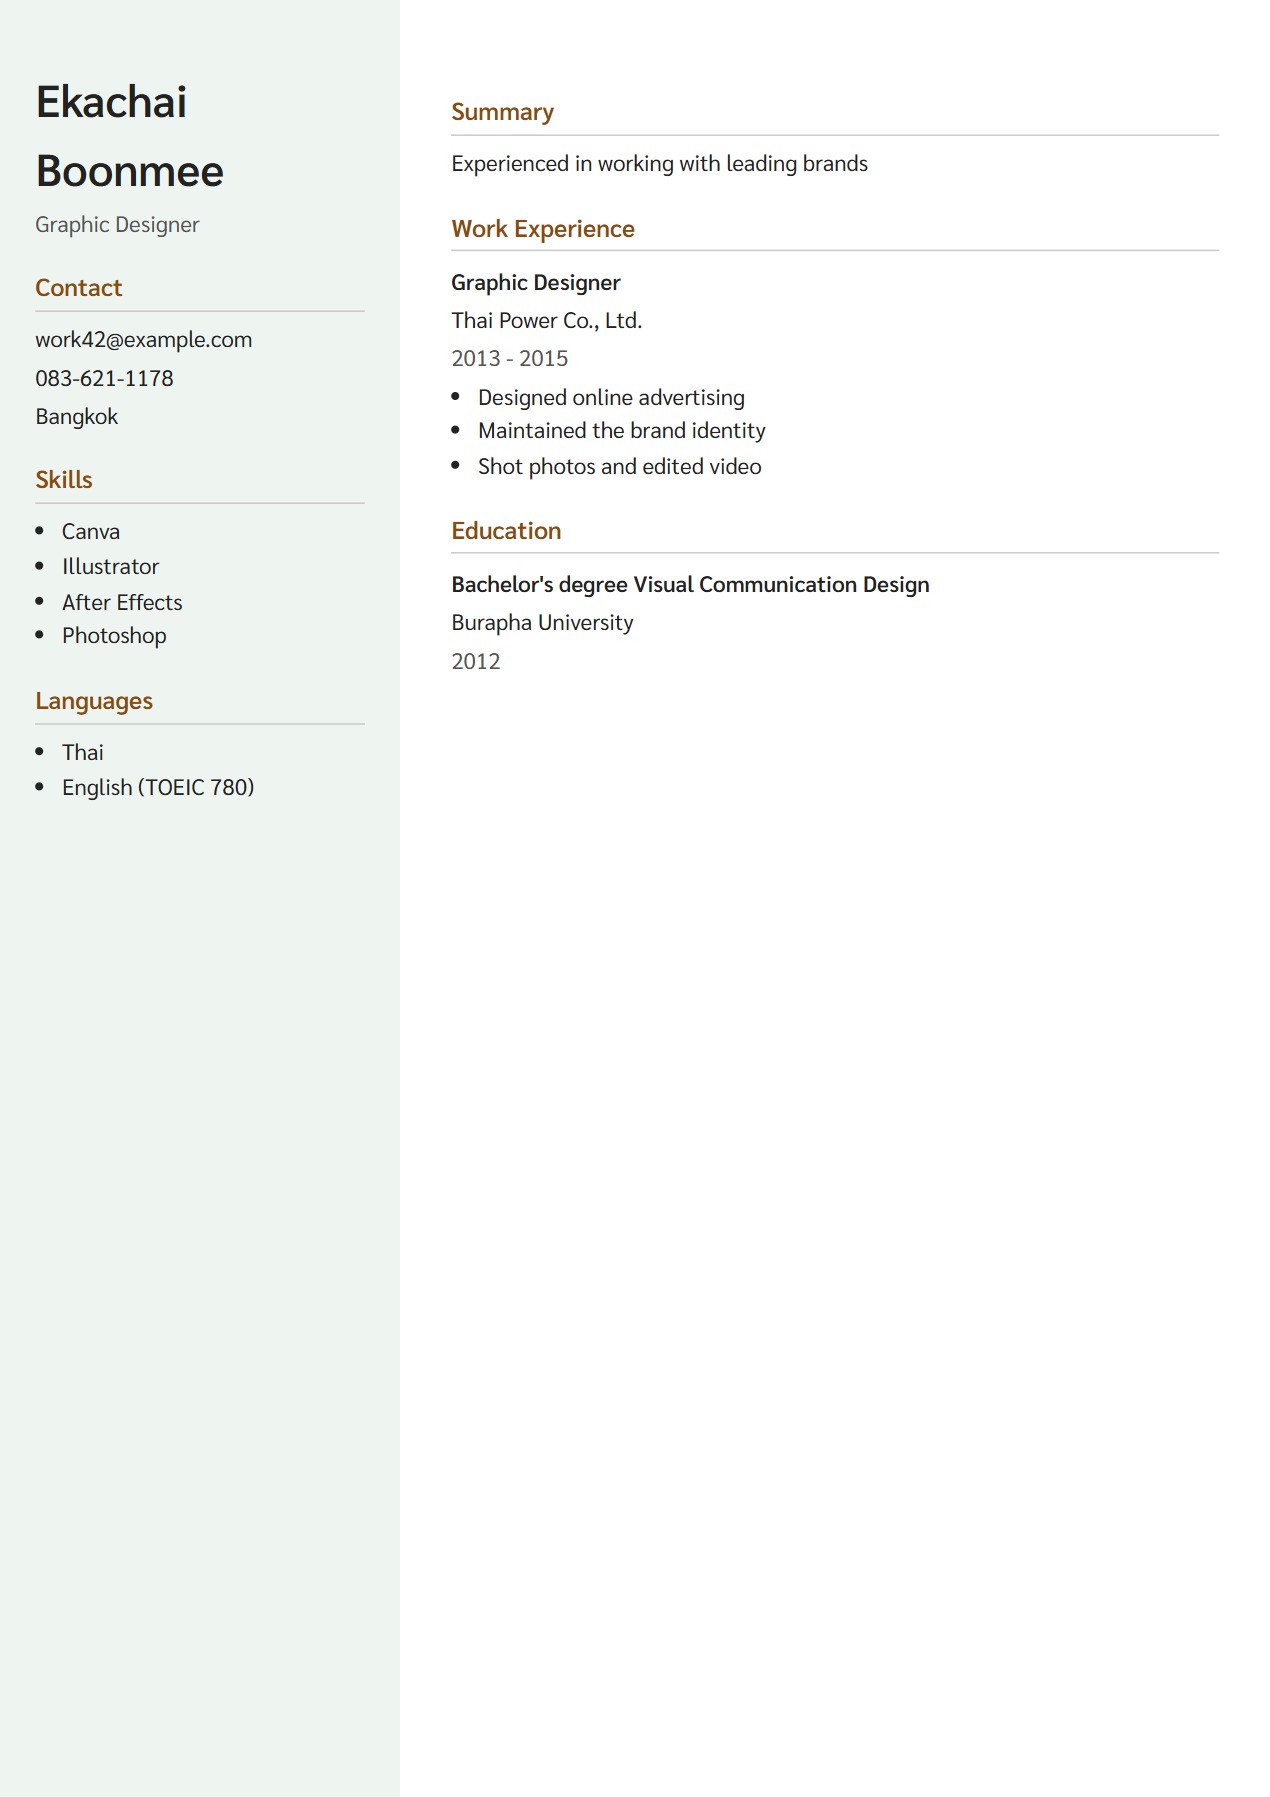 Ekachai
Boonmee
Graphic Designer
Contact
work42@example.com
083-621-1178
Bangkok
Skills
• Canva
• Illustrator
• After Effects
• Photoshop
Languages
• Thai
• English (TOEIC 780)
Summary
Experienced in working with leading brands
Work Experience
Graphic Designer
Thai Power Co., Ltd.
2013 - 2015
• Designed online advertising
• Maintained the brand identity
• Shot photos and edited video
Education
Bachelor's degree Visual Communication Design
Burapha University
2012